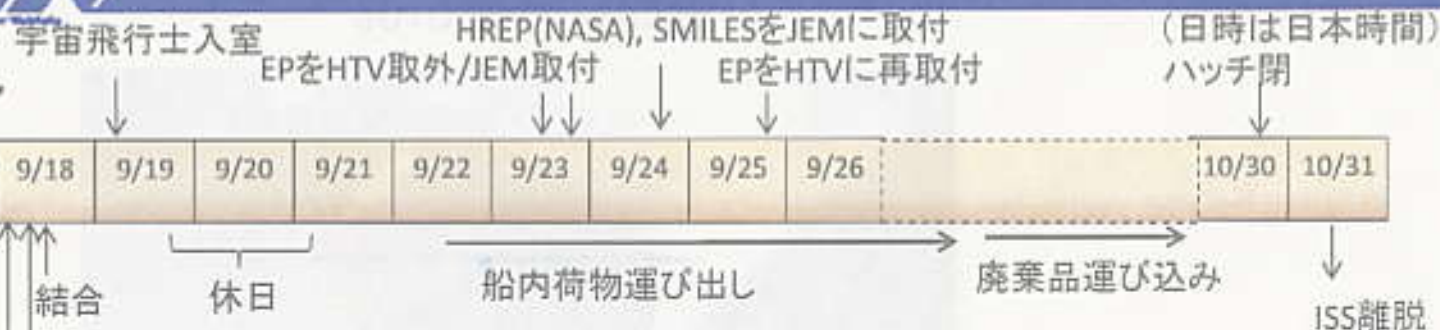 宇宙飛行士入室
HREP(NASA), SMILESをJEMに取付
(日時は日本時間)
EPをHTV取外/JEM取付
EPをHTVに再取付
ハッチ閉
9/18 9/19 9/20 9/21 9/22 9/23 9/24 9/25 9/26 10/30 10/31
結合
休日
船内荷物運び出し
廃棄品運び込み
ISS離脱